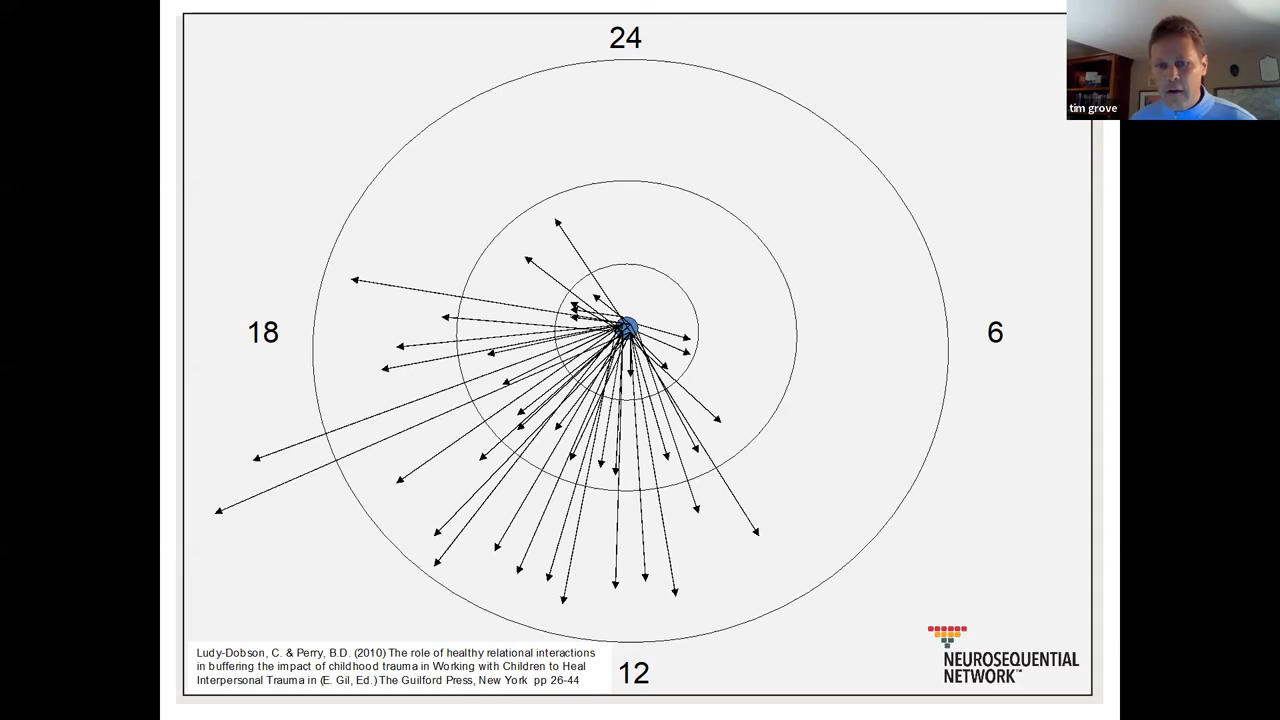 24
tim grove
18
6
Ludy-Dobson, C. & Perry, B.D. (2010) The role of healthy relational interactions
in buffering the impact of childhood trauma in Working with Children to Heal
Interpersonal Trauma in (E. Gil, Ed.) The Guilford Press, New York pp 26-44
12
NEUROSEQUENTIAL
NETWORK™